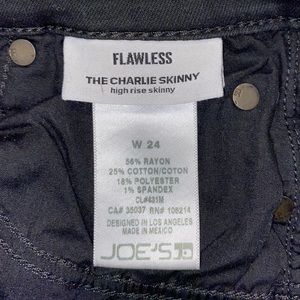 FLAWLESS
THE CHARLIE SKINNY
high rise skinny
W 24
56% RAYON
25% COTTON/COTON
18% POLYESTER
1% SPANDEX
CL#431M
CA# 35037 RN# 106214
DESIGNED IN LOS ANGELES
MADE IN MEXICO
JOE'S